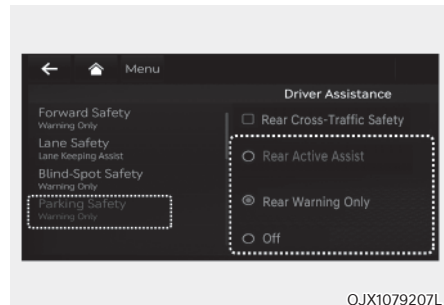 Menu
Driver Assistance
Forward Safety
Warning Only
Lane Safety
Lane Keeping Assist
Blind-Spot Safety
Warning Only
Parking Safety
Warning Only
Rear Cross-Traffic Safety
Rear Active Assist
Rear Warning Only
Off
OJX1079207L